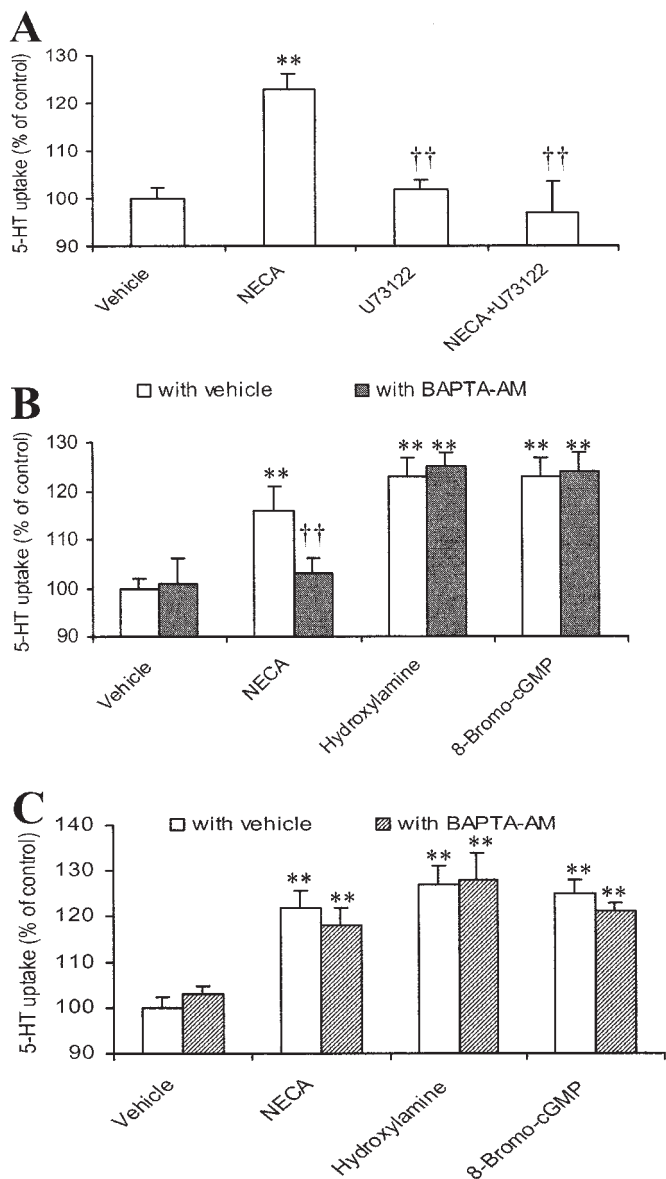 A
5-HT uptake (% of control)
130
120
110
100
90
**
††
††
Vehicle
NECA
U73122
NECA+U73122
B
with vehicle
with BAPTA-AM
5-HT uptake (% of control)
130
120
110
100
90
**
††
** **
** **
Vehicle
NECA
Hydroxylamine
8-Bromo-cGMP
C
with vehicle
with BAPTA-AM
5-HT uptake (% of control)
140
130
120
110
100
90
**
**
**
**
**
**
Vehicle
NECA
Hydroxylamine
8-Bromo-cGMP